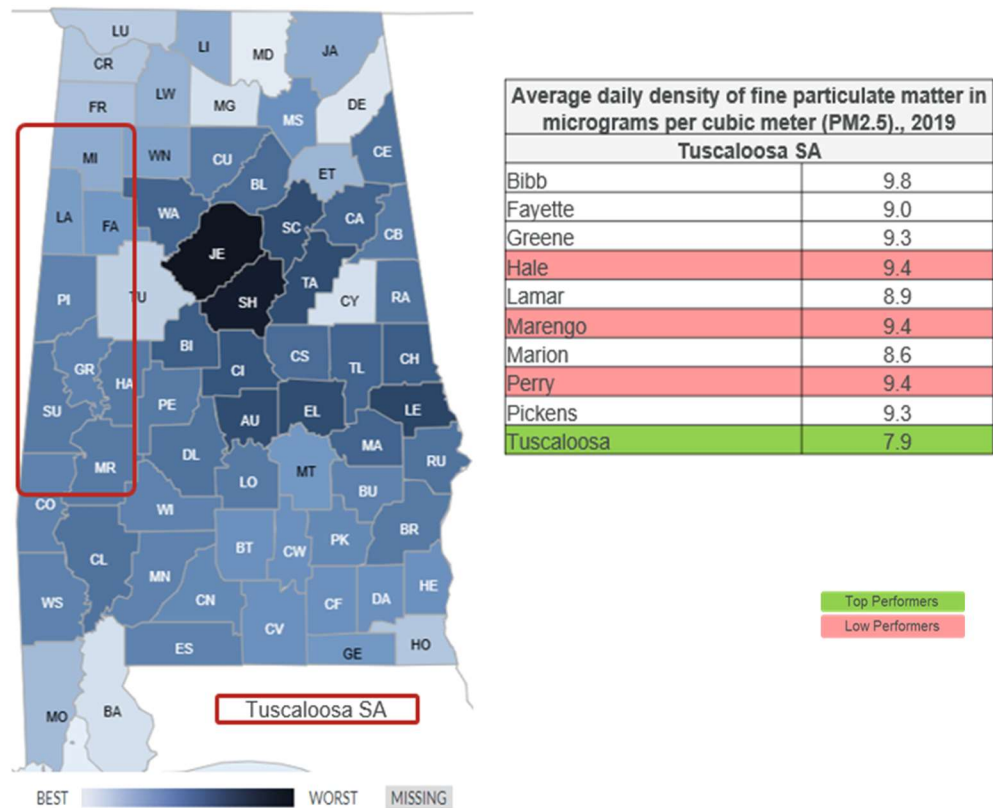 LU
LI
MD
JA
CR
FR
LW
MG
MS
DE
MI
WN
CU
BL
ET
CE
LA
FA
WA
SC
CA
CB
JE
TU
PI
SH
TA
CY
RA
BI
GR
HA
CI
CS
TL
CH
PE
SU
AU
EL
LE
MR
DL
MA
LO
MT
RU
CO
WI
BU
CL
BT
CW
PK
BR
MN
WS
CN
CF
DA
HE
CV
ES
GE
HO
MO
BA
Tuscaloosa SA
BEST
WORST
MISSING
Average daily density of fine particulate matter in
micrograms per cubic meter (PM2.5)., 2019
Tuscaloosa SA
Bibb 9.8
Fayette 9.0
Greene 9.3
Hale 9.4
Lamar 8.9
Marengo 9.4
Marion 8.6
Perry 9.4
Pickens 9.3
Tuscaloosa 7.9
Top Performers
Low Performers